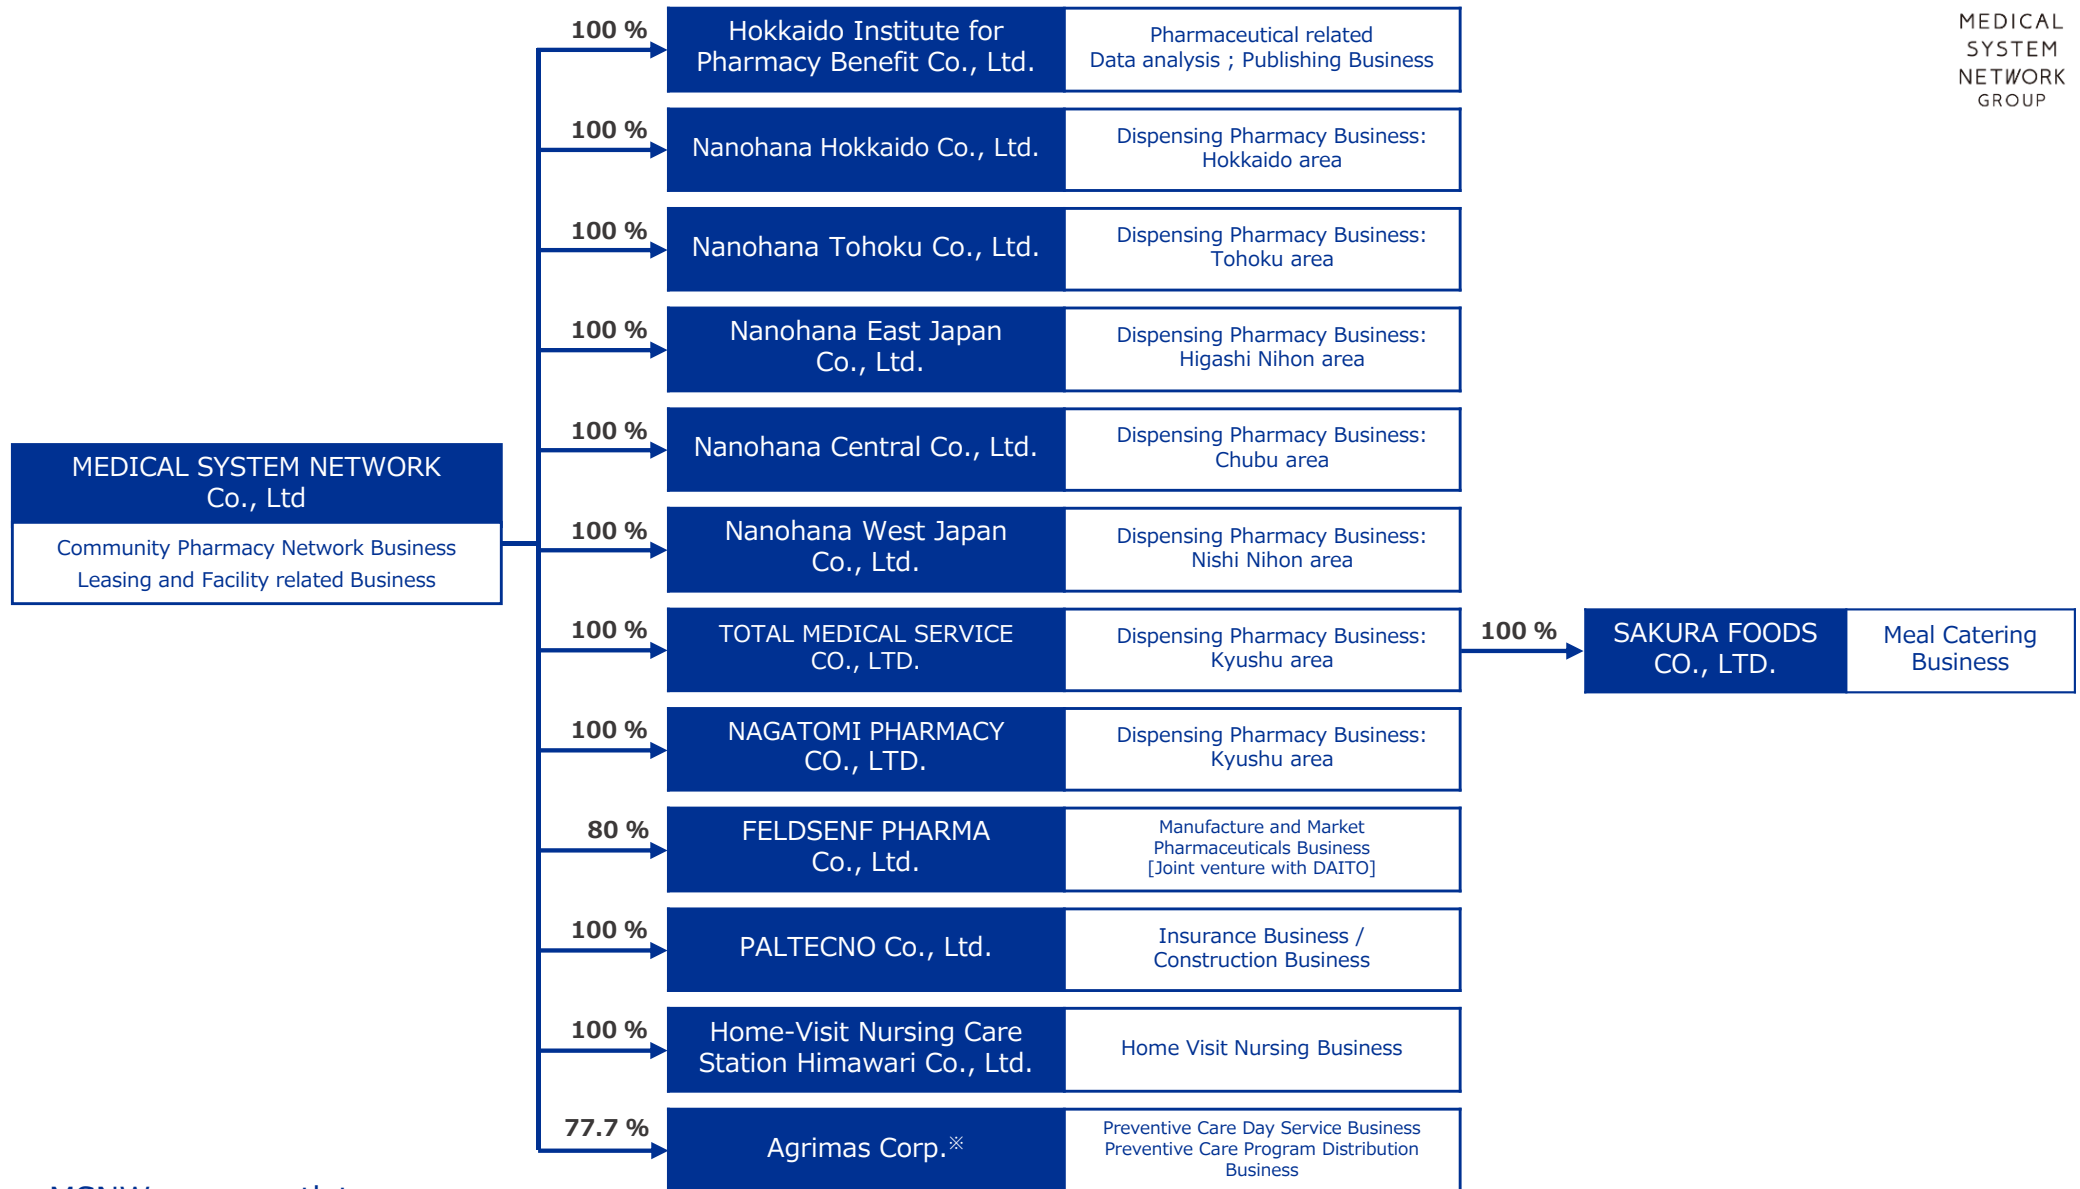 MEDICAL
SYSTEM
NETWORK
GROUP
MEDICAL SYSTEM NETWORK
Co., Ltd
Community Pharmacy Network Business
Leasing and Facility related Business
100 %
Hokkaido Institute for
Pharmacy Benefit Co., Ltd.
Pharmaceutical related
Data analysis ; Publishing Business
100 %
Nanohana Hokkaido Co., Ltd.
Dispensing Pharmacy Business:
Hokkaido area
100 %
Nanohana Tohoku Co., Ltd.
Dispensing Pharmacy Business:
Tohoku area
100 %
Nanohana East Japan
Co., Ltd.
Dispensing Pharmacy Business:
Higashi Nihon area
100 %
Nanohana Central Co., Ltd.
Dispensing Pharmacy Business:
Chubu area
100 %
Nanohana West Japan
Co., Ltd.
Dispensing Pharmacy Business:
Nishi Nihon area
100 %
TOTAL MEDICAL SERVICE
CO., LTD.
Dispensing Pharmacy Business:
Kyushu area
100 %
SAKURA FOODS
CO., LTD.
Meal Catering
Business
100 %
NAGATOMI PHARMACY
CO., LTD.
Dispensing Pharmacy Business:
Kyushu area
80 %
FELDSENF PHARMA
Co., Ltd.
Manufacture and Market
Pharmaceuticals Business
[Joint venture with DAITO]
100 %
PALTECNO Co., Ltd.
Insurance Business /
Construction Business
100 %
Home-Visit Nursing Care
Station Himawari Co., Ltd.
Home Visit Nursing Business
77.7 %
Agrimas Corp.※
Preventive Care Day Service Business
Preventive Care Program Distribution
Business